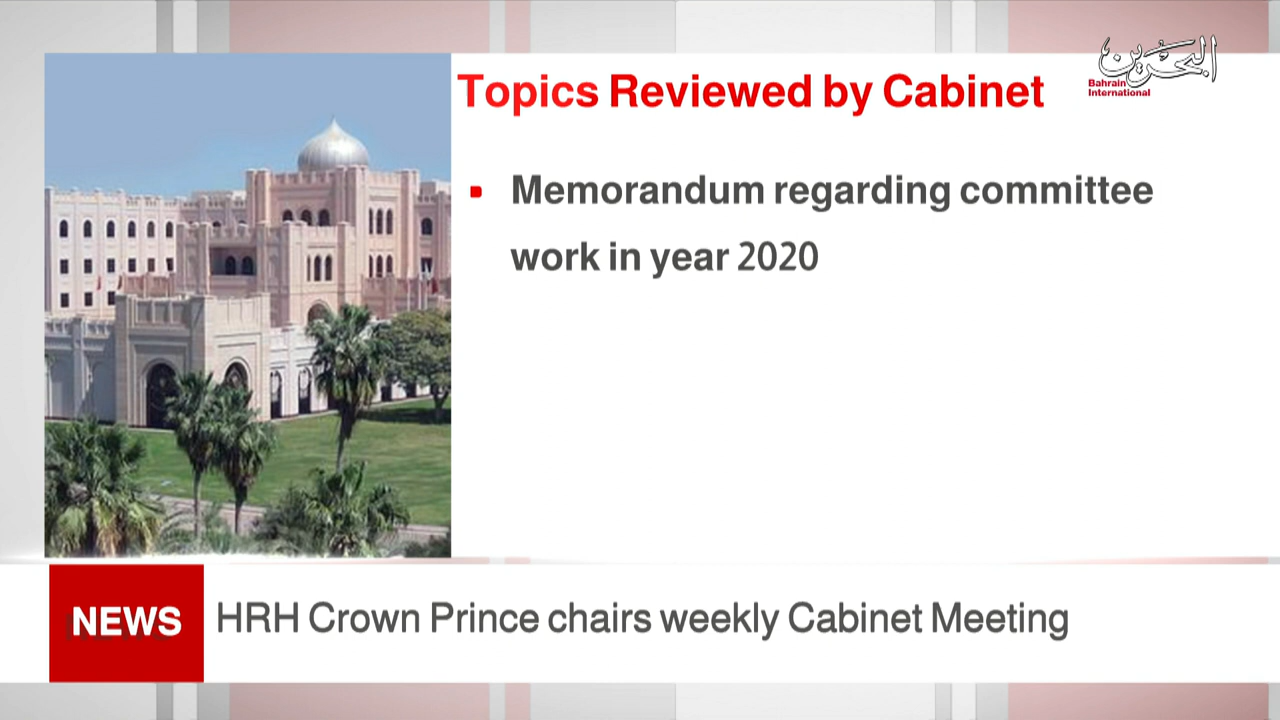 Topics Reviewed by Cabinet
البحرين
Bahrain
International
Memorandum regarding committee
work in year 2020
NEWS
HRH Crown Prince chairs weekly Cabinet Meeting